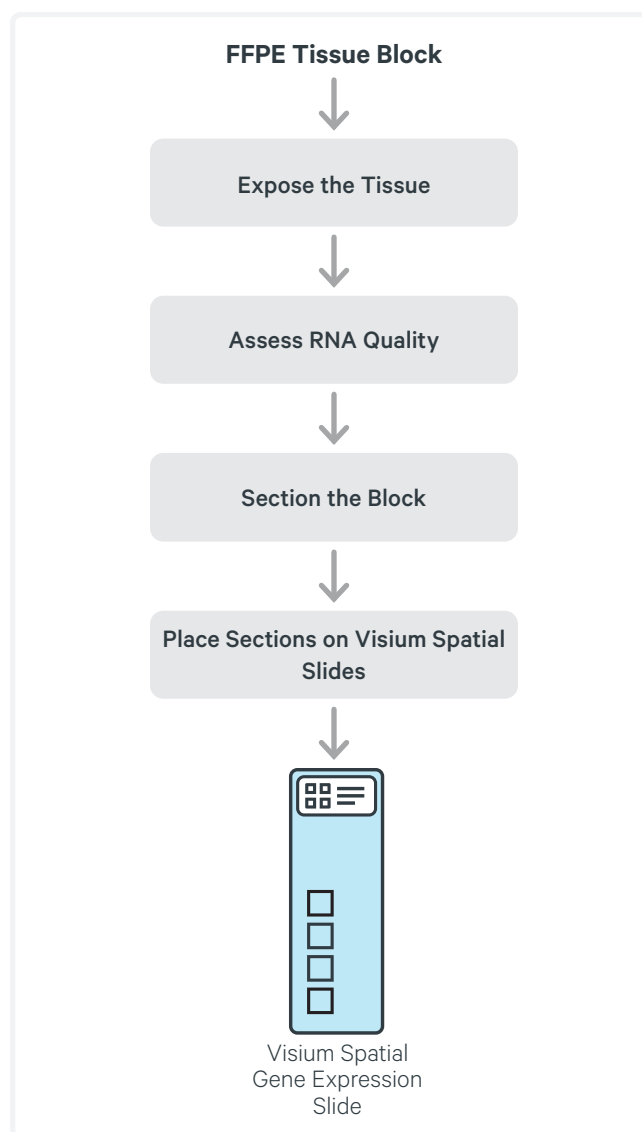 FFPE Tissue Block
Expose the Tissue
Assess RNA Quality
Section the Block
Place Sections on Visium Spatial
Slides
Visium Spatial
Gene Expression
Slide